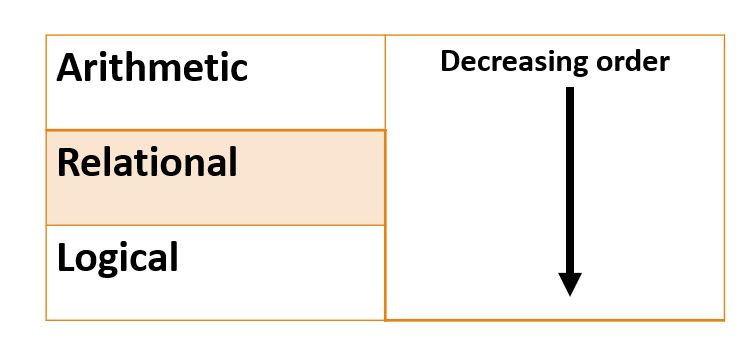 Arithmetic
Decreasing order
Relational
Logical